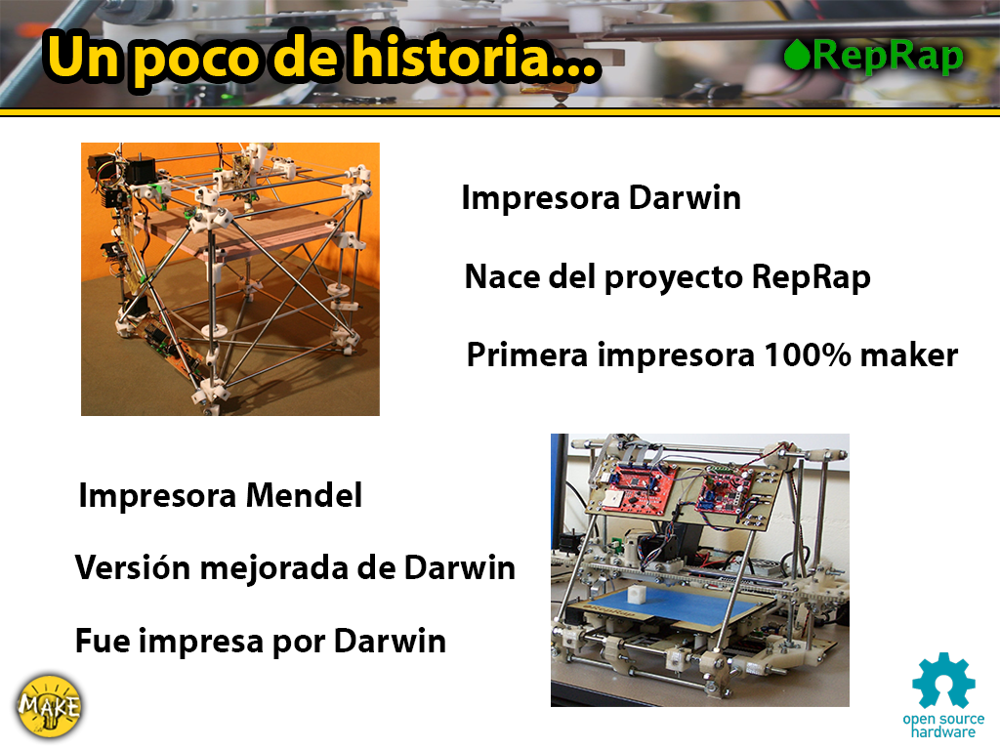 Un poco de historia...
RepRap
Impresora Darwin
Nace del proyecto RepRap
Primera impresora 100% maker
Impresora Mendel
Versión mejorada de Darwin
Fue impresa por Darwin
RepRap
MAKE
open source
hardware